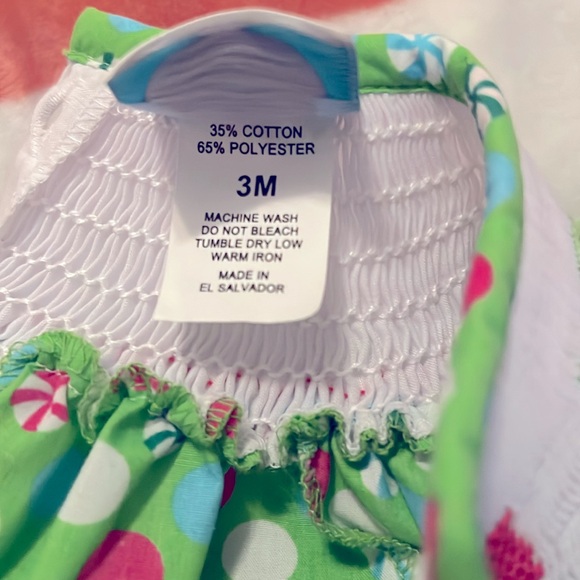 35% COTTON
65% POLYESTER
3M
MACHINE WASH
DO NOT BLEACH
TUMBLE DRY LOW
WARM IRON
MADE IN
EL SALVADOR